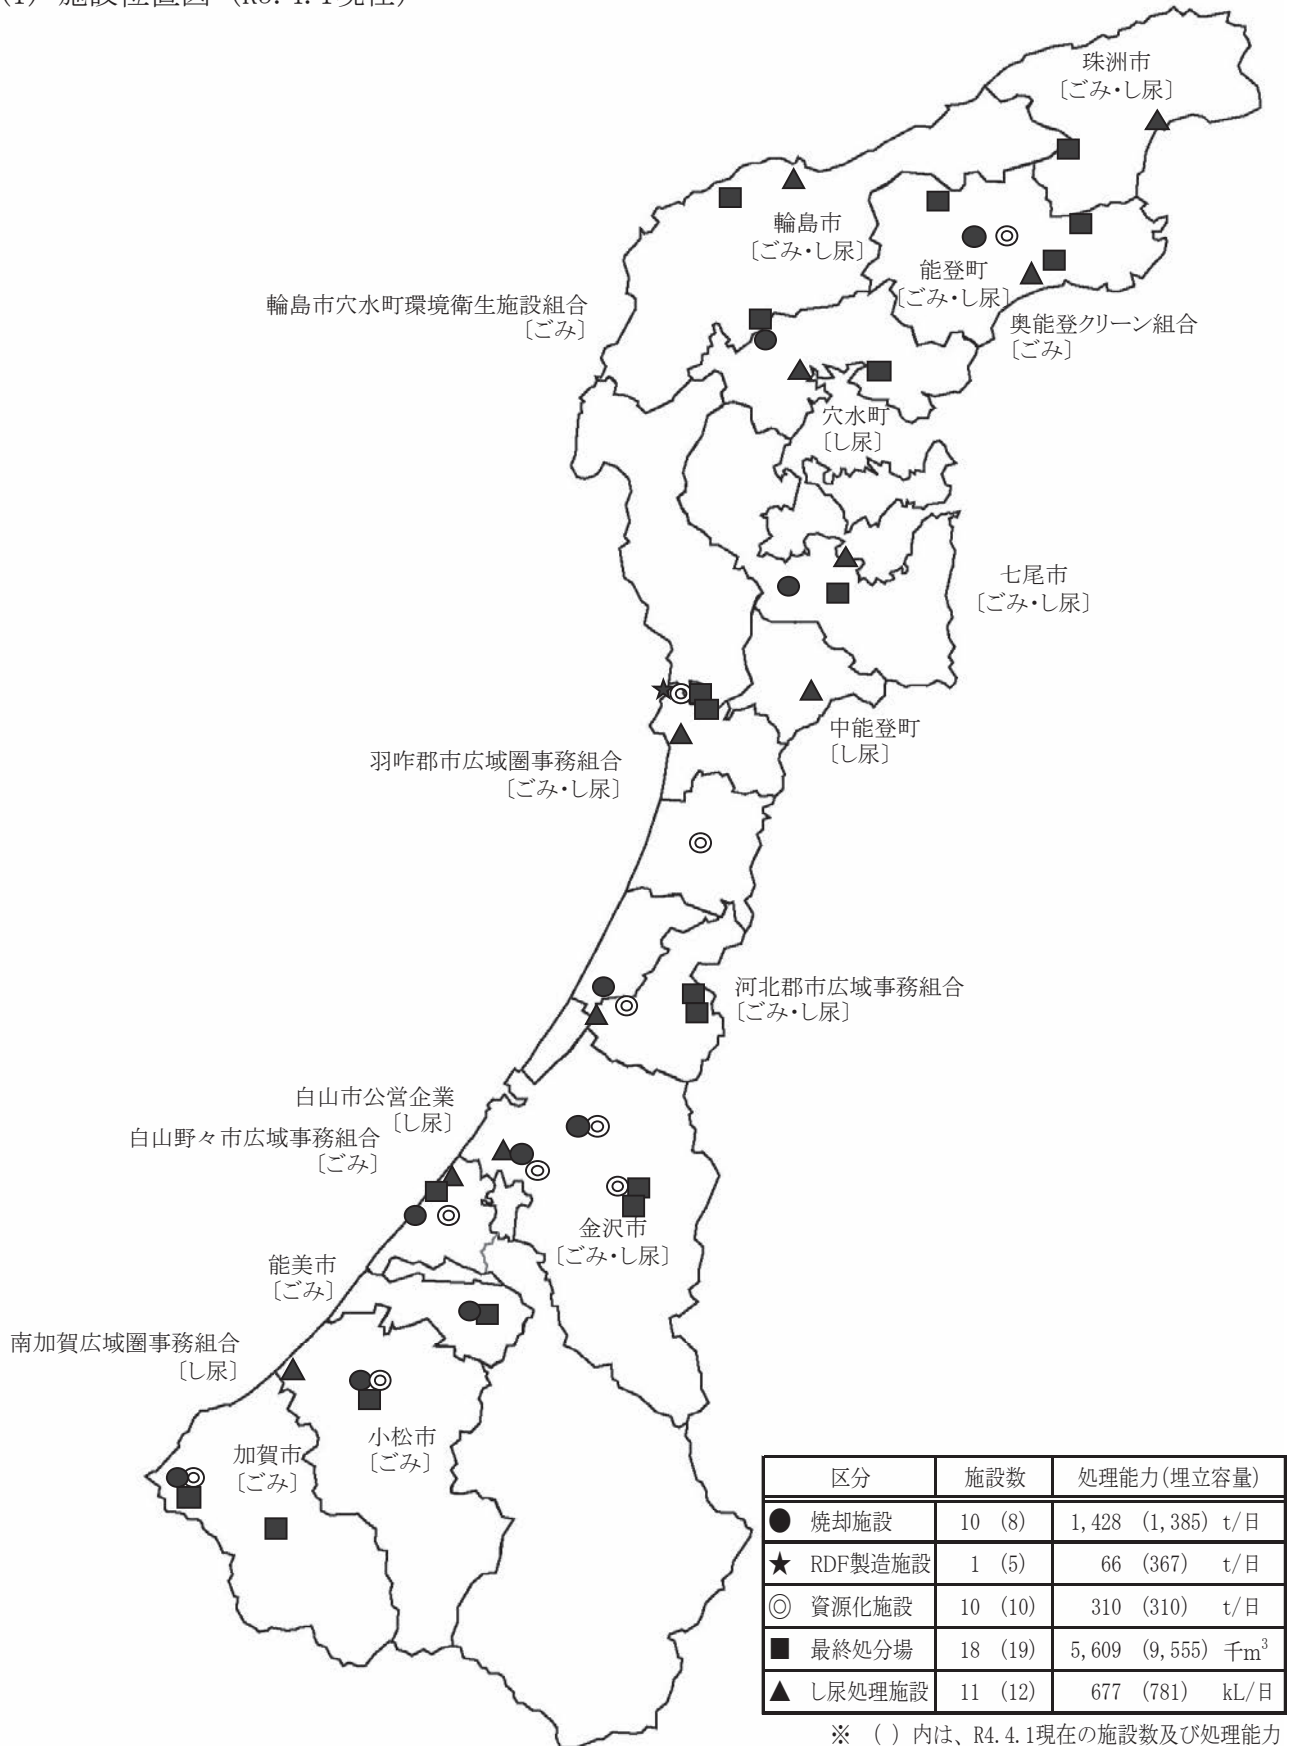 珠洲市
〔ごみ・し尿〕
輪島市
〔ごみ・し尿〕
能登町
〔ごみ・し尿〕
輪島市穴水町環境衛生施設組合
〔ごみ〕
奥能登クリーン組合
〔ごみ〕
穴水町
〔し尿〕
七尾市
〔ごみ・し尿〕
中能登町
〔し尿〕
羽咋郡市広域圏事務組合
〔ごみ・し尿〕
河北郡市広域事務組合
〔ごみ・し尿〕
白山市公営企業
〔し尿〕
白山野々市広域事務組合
〔ごみ〕
金沢市
〔ごみ・し尿〕
能美市
〔ごみ〕
南加賀広域圏事務組合
〔し尿〕
小松市
〔ごみ〕
加賀市
〔ごみ〕
区分 施設数 処理能力(埋立容量)
● 焼却施設 10 (8) 1,428 (1,385) t/日
★ RDF製造施設 1 (5) 66 (367) t/日
◎ 資源化施設 10 (10) 310 (310) t/日
■ 最終処分場 18 (19) 5,609 (9,555) 千m³
▲ し尿処理施設 11 (12) 677 (781) kL/日
※ ( ) 内は、R4.4.1現在の施設数及び処理能力